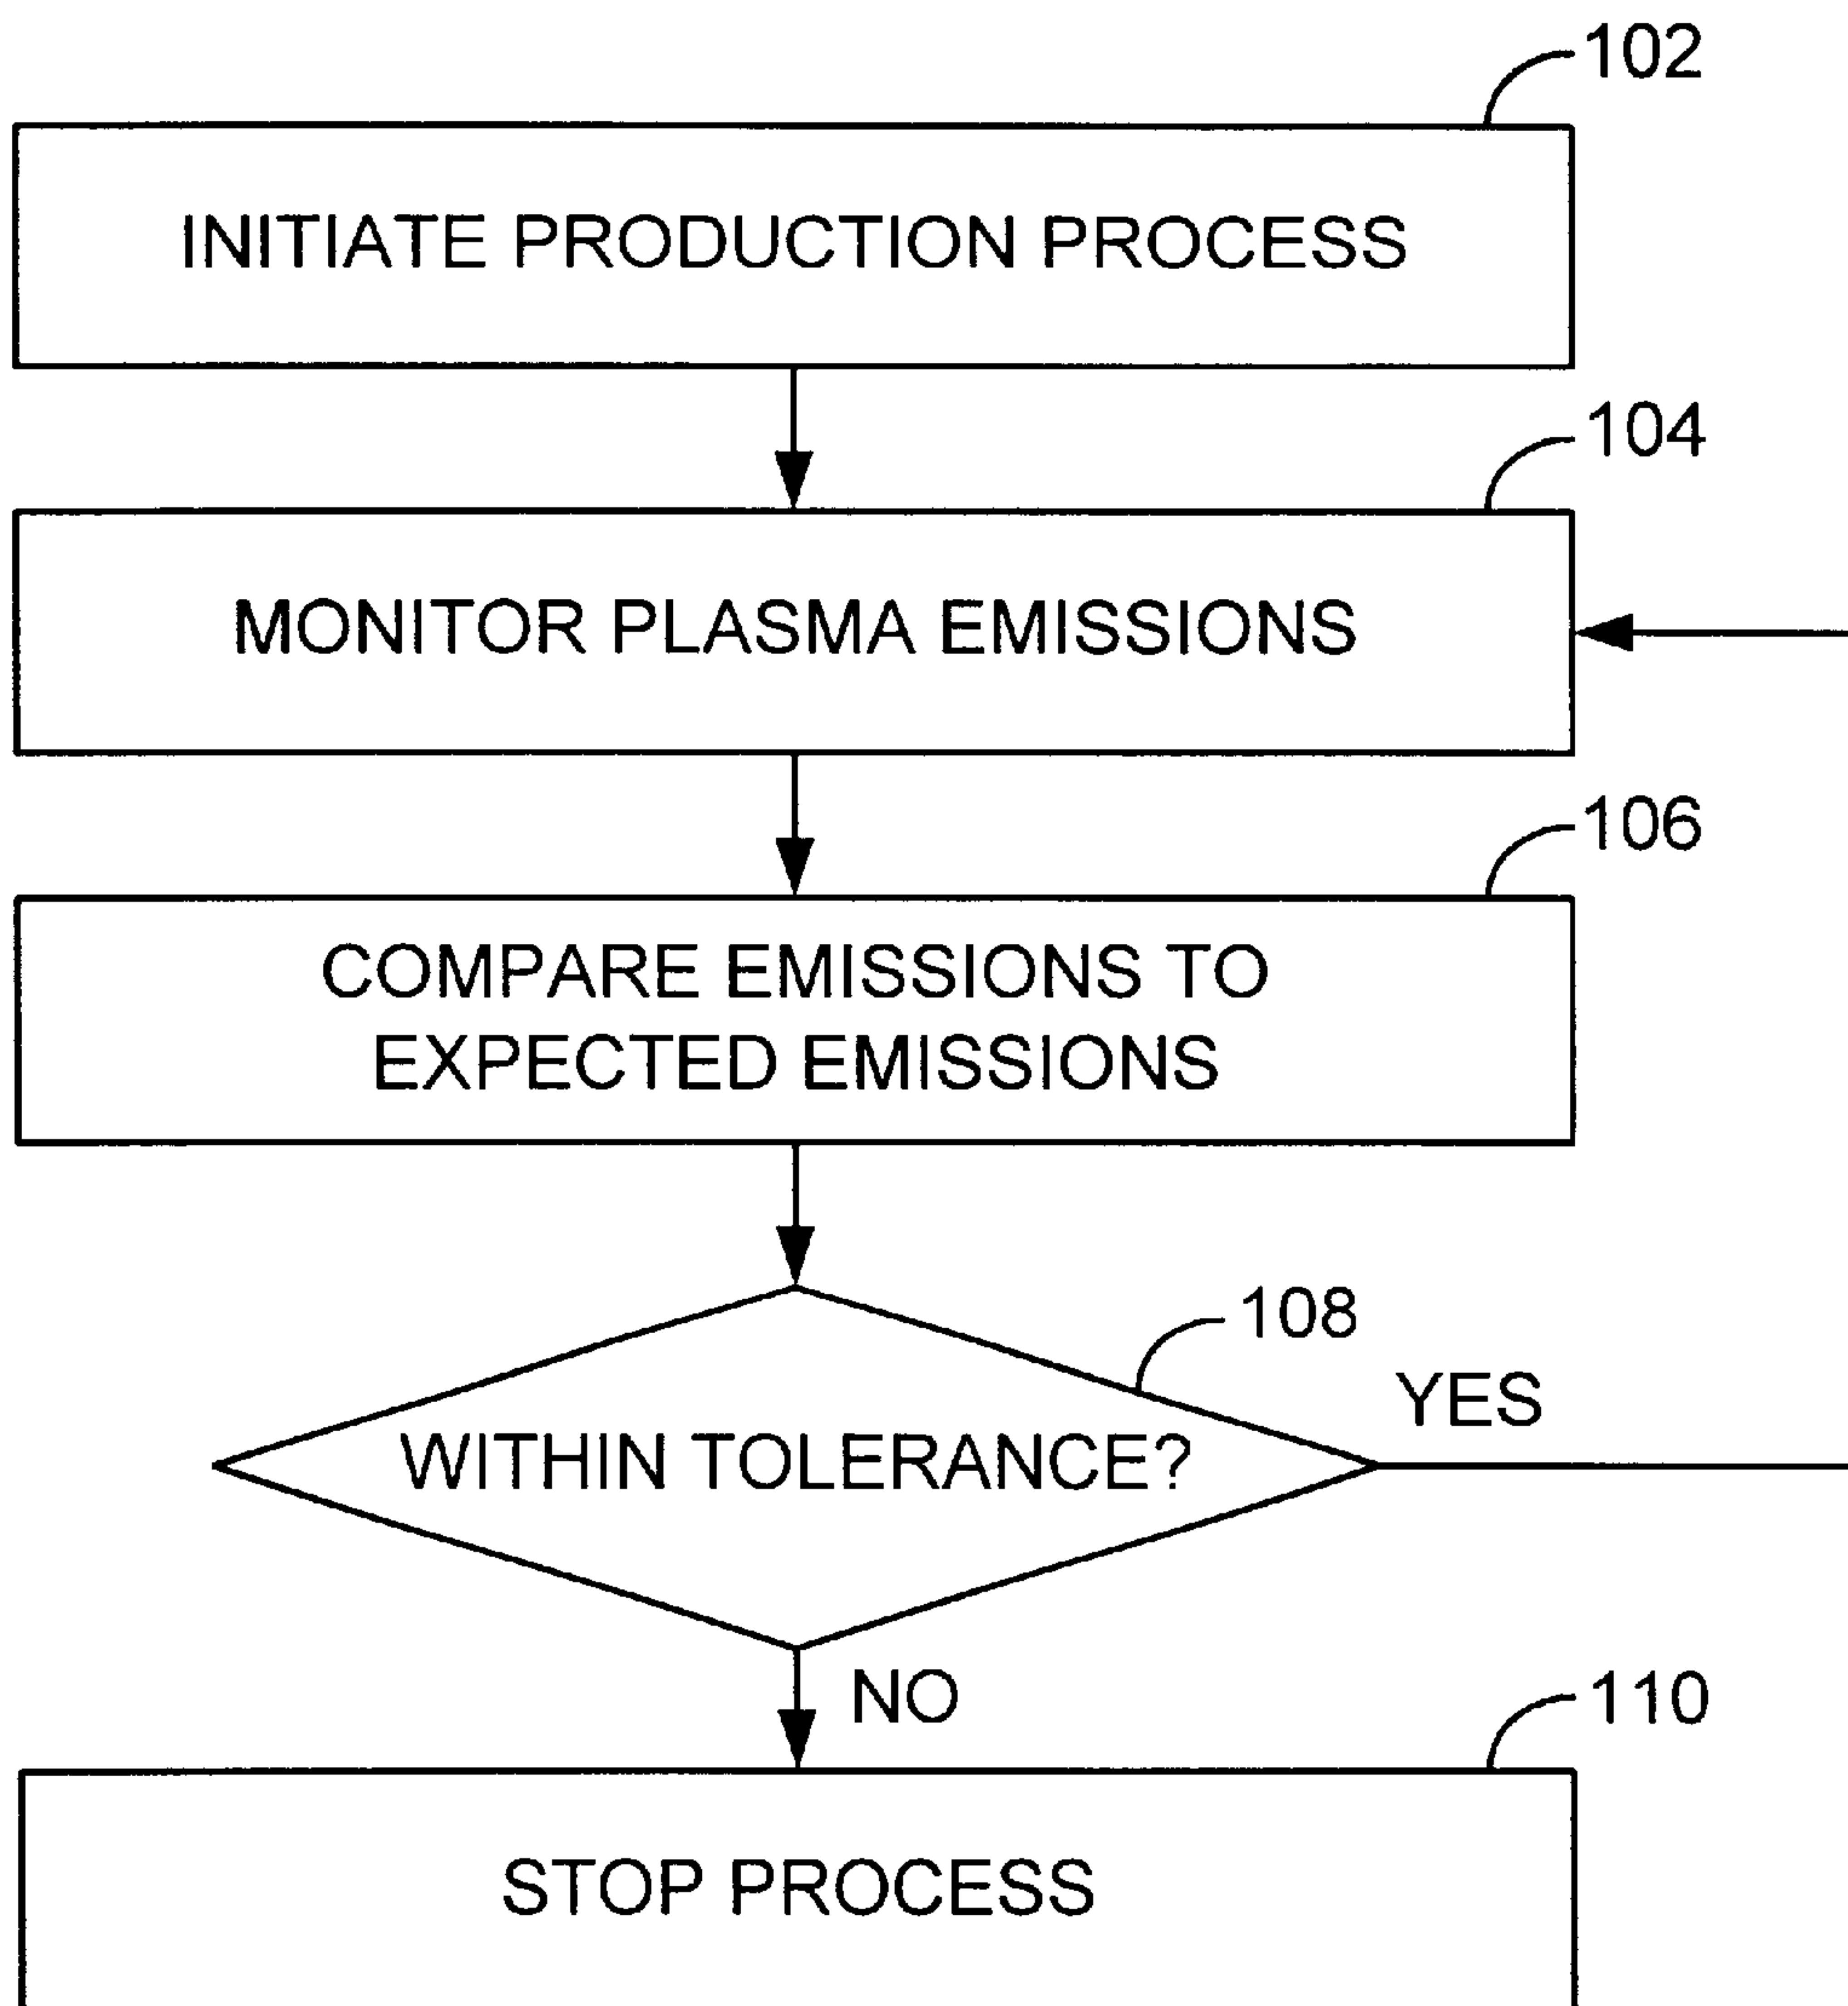 102
INITIATE PRODUCTION PROCESS
104
MONITOR PLASMA EMISSIONS
106
COMPARE EMISSIONS TO
EXPECTED EMISSIONS
108
YES
WITHIN TOLERANCE?
NO
110
STOP PROCESS